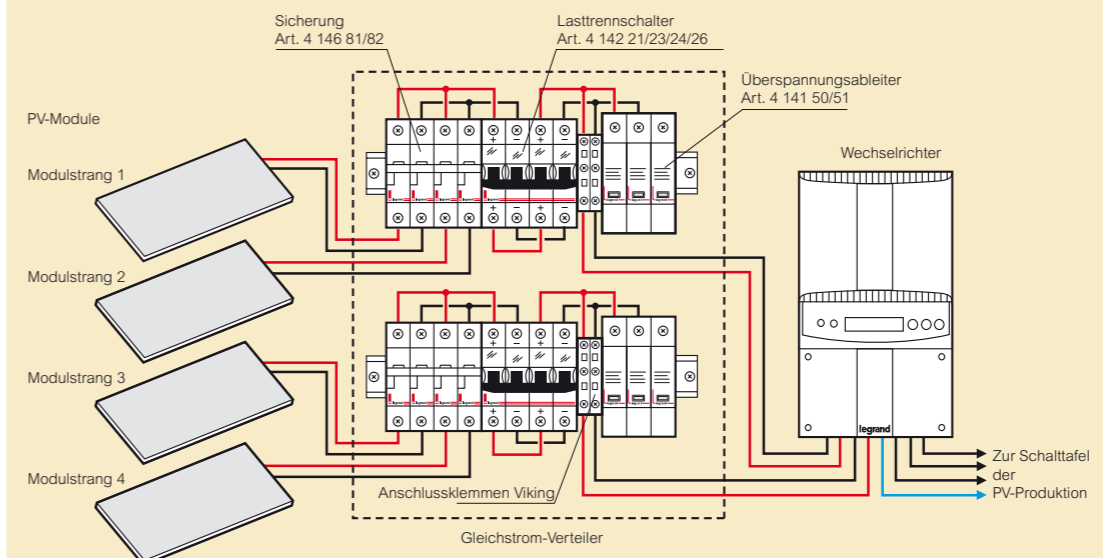 Sicherung
Art. 4 146 81/82
Lasttrennschalter
Art. 4 142 21/23/24/26
Überspannungsableiter
Art. 4 141 50/51
PV-Module
Wechselrichter
Modulstrang 1
Modulstrang 2
Modulstrang 3
Modulstrang 4
legrand
Zur Schalttafel
der
PV-Produktion
Anschlussklemmen Viking
Gleichstrom-Verteiler